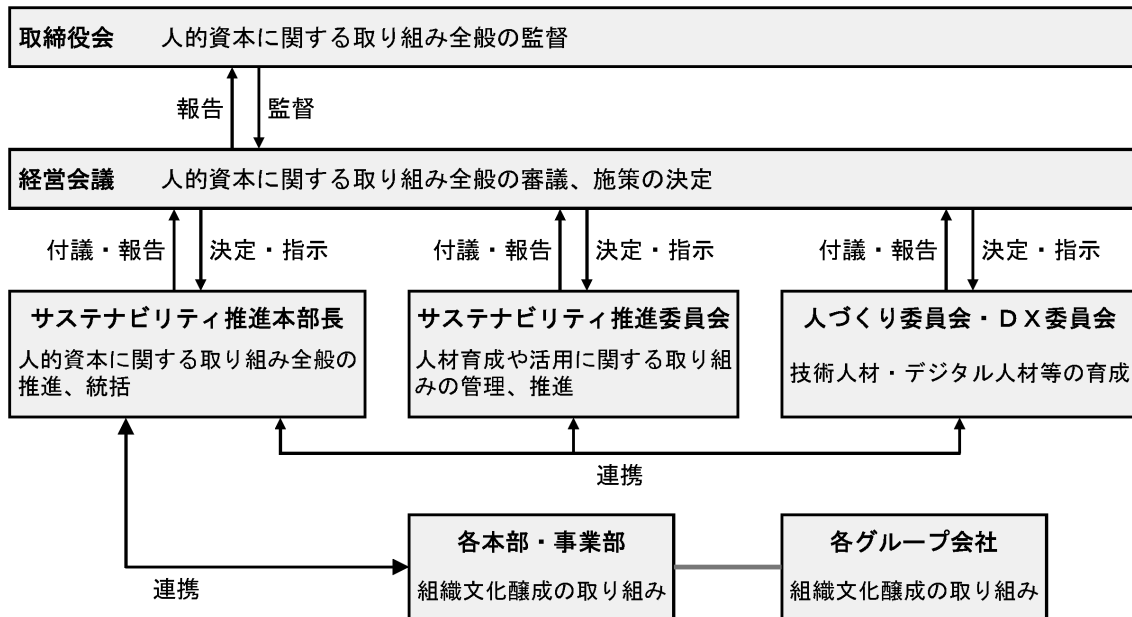 取締役会 人的資本に関する取り組み全般の監督
報告 監督
経営会議 人的資本に関する取り組み全般の審議、施策の決定
付議・報告 決定・指示 付議・報告 決定・指示 付議・報告 決定・指示
サステナビリティ推進本部長
人的資本に関する取り組み全般の
推進、統括
サステナビリティ推進委員会
人材育成や活用に関する取り組
みの管理、推進
人づくり委員会・DX委員会
技術人材・デジタル人材等の育成
連携
連携
各本部・事業部
組織文化醸成の取り組み
各グループ会社
組織文化醸成の取り組み